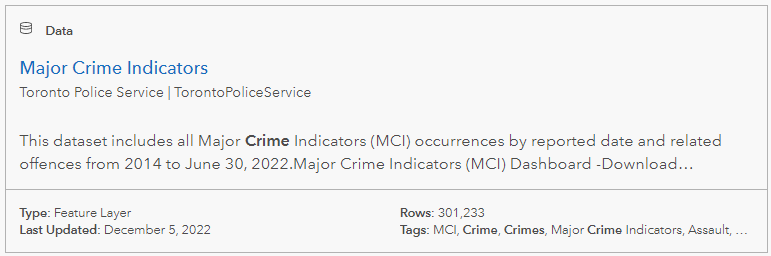 Data
Major Crime Indicators
Toronto Police Service | TorontoPoliceService
This dataset includes all Major Crime Indicators (MCI) occurrences by reported date and related
offences from 2014 to June 30, 2022.Major Crime Indicators (MCI) Dashboard -Download…
Type: Feature Layer
Last Updated: December 5, 2022
Rows: 301,233
Tags: MCI, Crime, Crimes, Major Crime Indicators, Assault, …